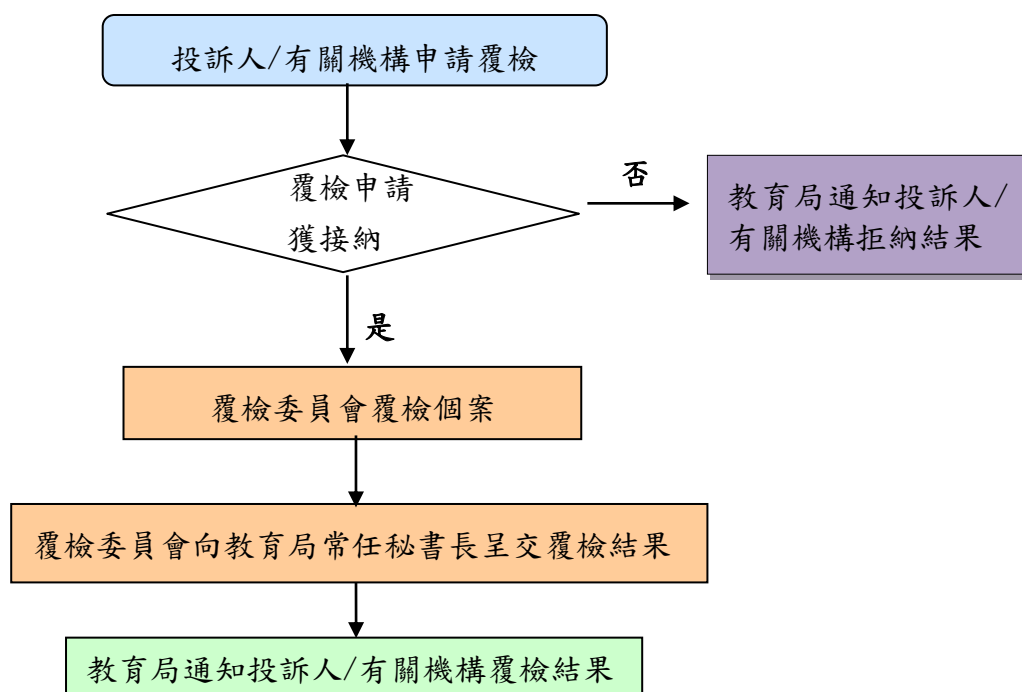 投訴人/有關機構申請覆檢
覆檢申請
獲接納
否
教育局通知投訴人/
有關機構拒納結果
是
覆檢委員會覆檢個案
覆檢委員會向教育局常任秘書長呈交覆檢結果
教育局通知投訴人/有關機構覆檢結果